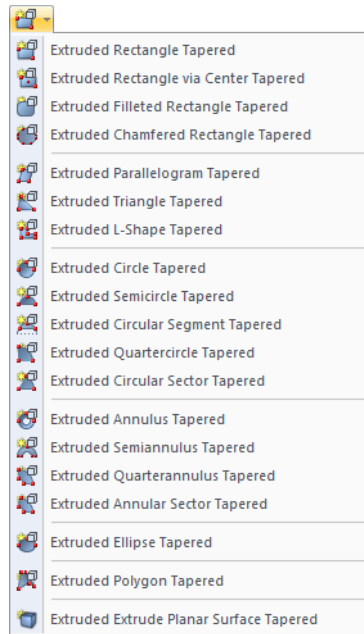 Extruded Rectangle Tapered
Extruded Rectangle via Center Tapered
Extruded Filleted Rectangle Tapered
Extruded Chamfered Rectangle Tapered
Extruded Parallelogram Tapered
Extruded Triangle Tapered
Extruded L-Shape Tapered
Extruded Circle Tapered
Extruded Semicircle Tapered
Extruded Circular Segment Tapered
Extruded Quartercircle Tapered
Extruded Circular Sector Tapered
Extruded Annulus Tapered
Extruded Semiannulus Tapered
Extruded Quarterannulus Tapered
Extruded Annular Sector Tapered
Extruded Ellipse Tapered
Extruded Polygon Tapered
Extruded Extrude Planar Surface Tapered